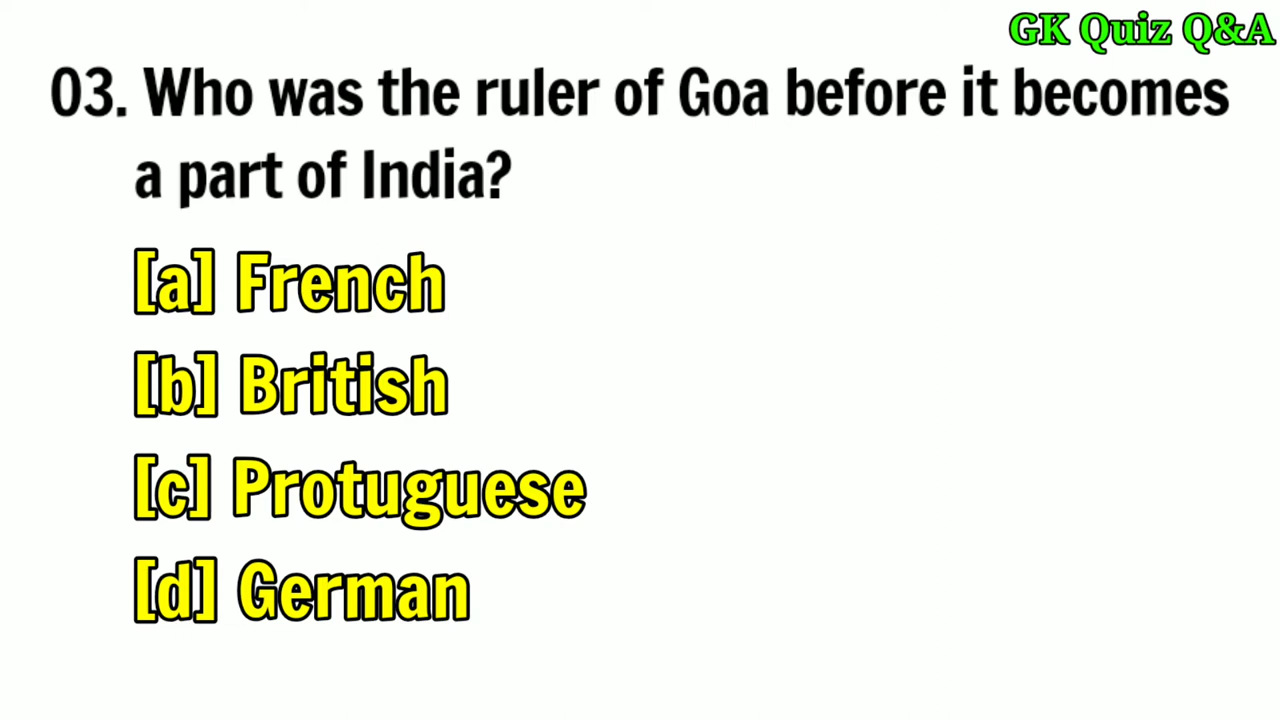 GK Quiz Q&A
03. Who was the ruler of Goa before it becomes
a part of India?
[a] French
[b] British
[c] Protuguese
[d] German